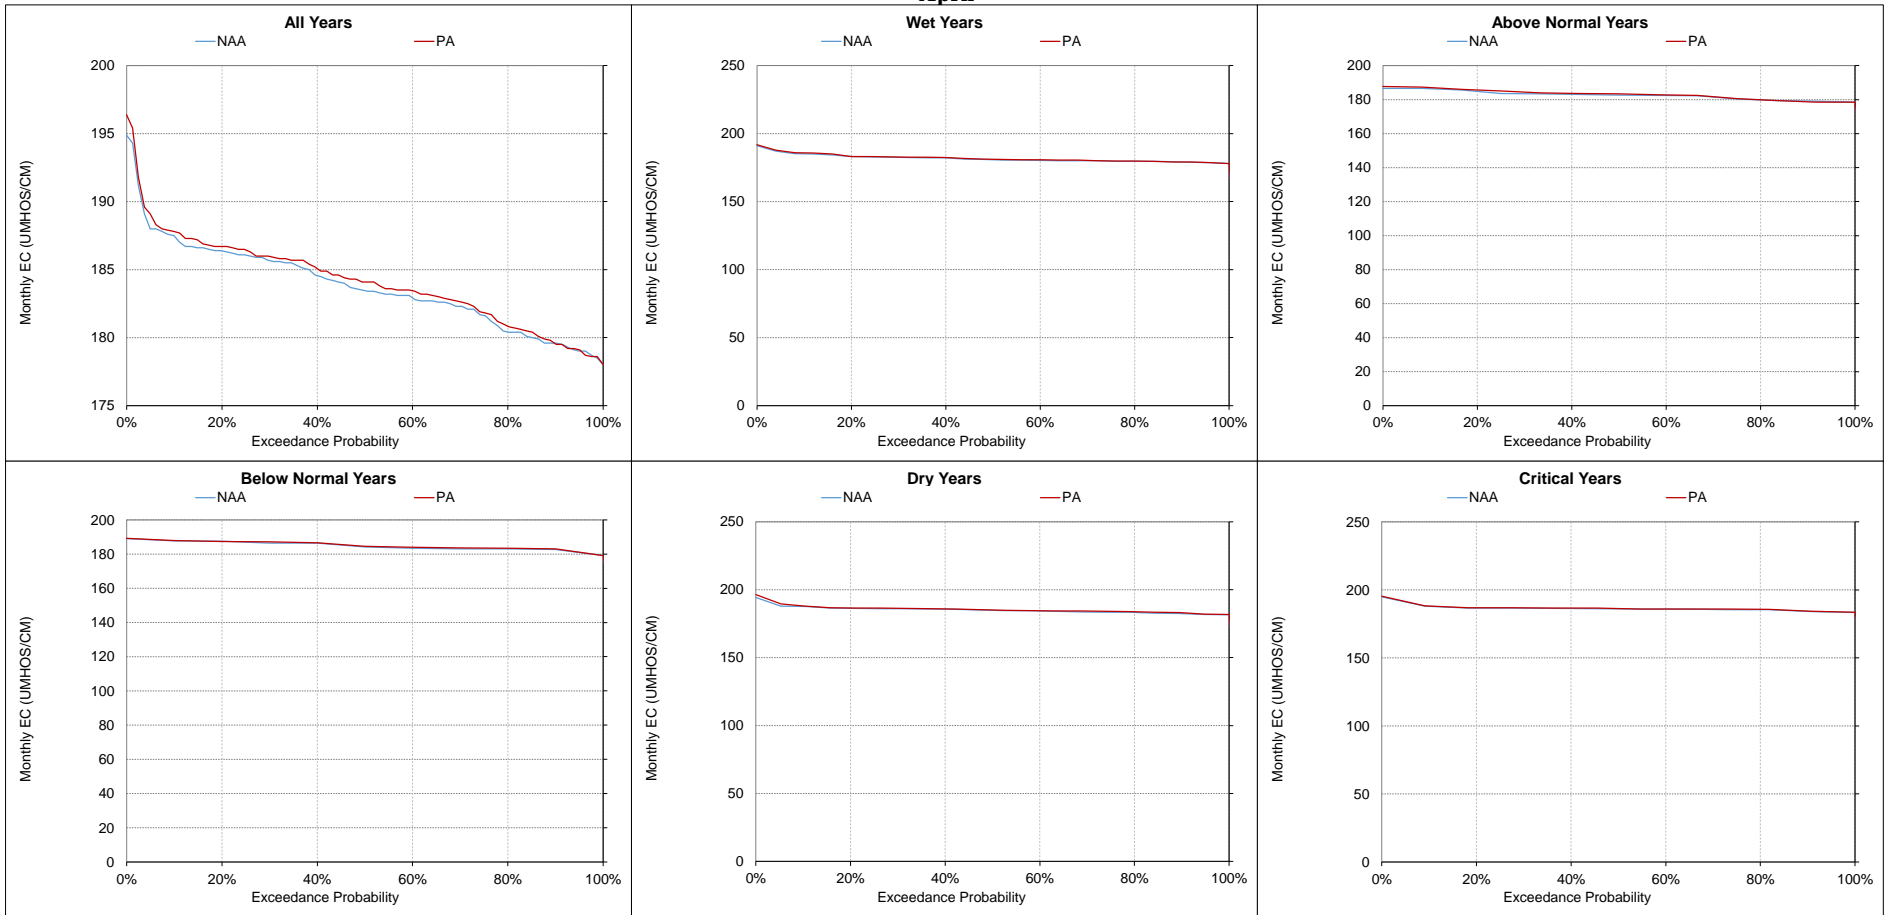 All Years
NAA PA
200
195
190
185
180
175
Monthly EC (UMHOS/CM)
0% 20% 40% 60% 80% 100%
Exceedance Probability
Wet Years
NAA PA
250
200
150
100
50
0
Monthly EC (UMHOS/CM)
0% 20% 40% 60% 80% 100%
Exceedance Probability
Above Normal Years
NAA PA
200
180
160
140
120
100
80
60
40
20
0
Monthly EC (UMHOS/CM)
0% 20% 40% 60% 80% 100%
Exceedance Probability
Below Normal Years
NAA PA
200
180
160
140
120
100
80
60
40
20
0
Monthly EC (UMHOS/CM)
0% 20% 40% 60% 80% 100%
Exceedance Probability
Dry Years
NAA PA
250
200
150
100
50
0
Monthly EC (UMHOS/CM)
0% 20% 40% 60% 80% 100%
Exceedance Probability
Critical Years
NAA PA
250
200
150
100
50
0
Monthly EC (UMHOS/CM)
0% 20% 40% 60% 80% 100%
Exceedance Probability